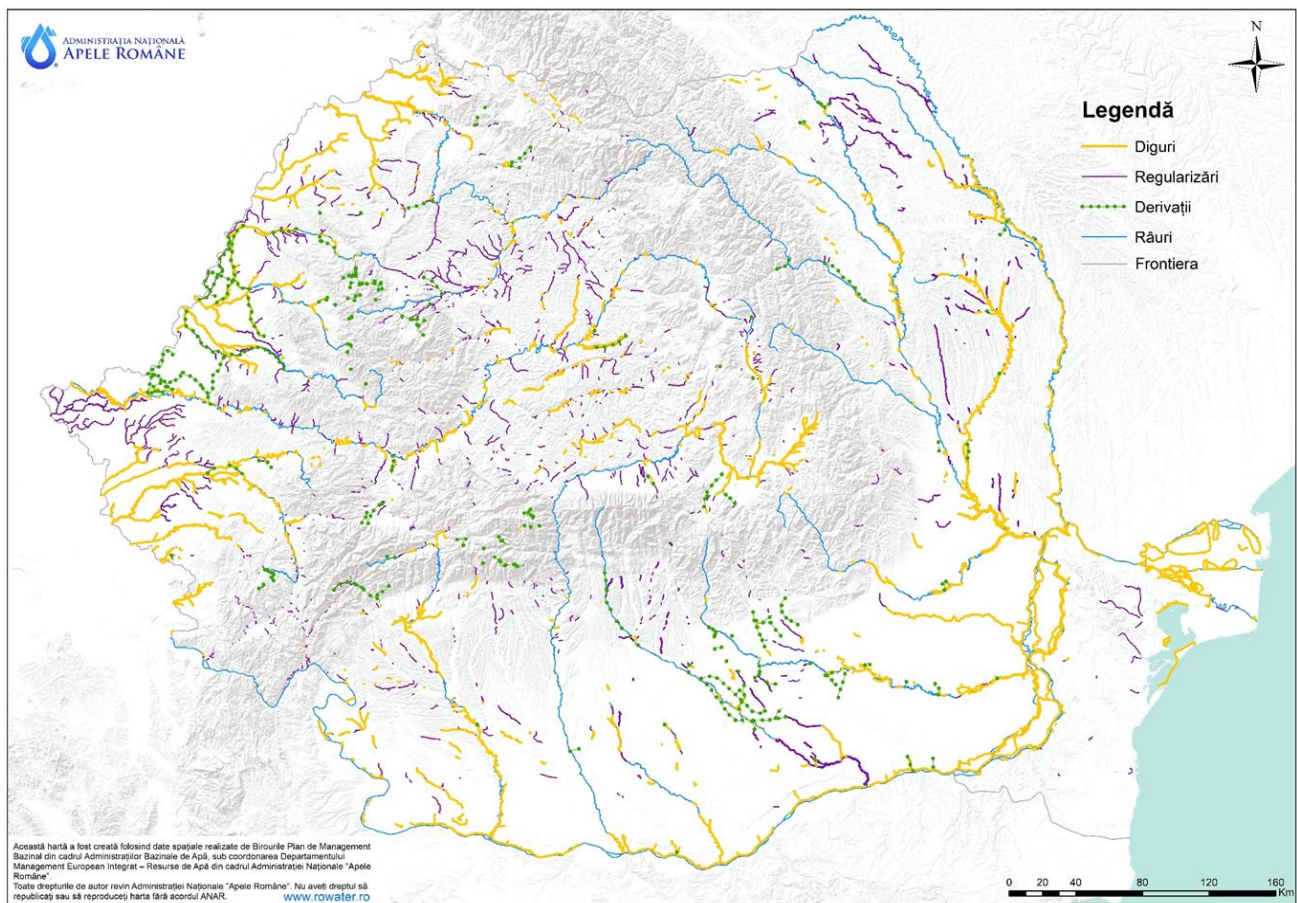 ADMINISTRAȚIA NAȚIONALĂ
APELE ROMÂNE
N
Legendă
Diguri
Regularizări
Derivații
Râuri
Frontiera
Această hartă a fost creată folosind date spațiale realizate de Birourile Plan de Management
Bazinal din cadrul Administrațiilor Bazinale de Apă, sub coordonarea Departamentului
Management European Integrat – Resurse de Apă din cadrul Administrației Naționale "Apele
Române".
Toate drepturile de autor revin Administrației Naționale "Apele Române". Nu aveți dreptul să
republicați sau să reproduceți harta fără acordul ANAR.
www.rowater.ro
0 20 40 80 120 160
Km